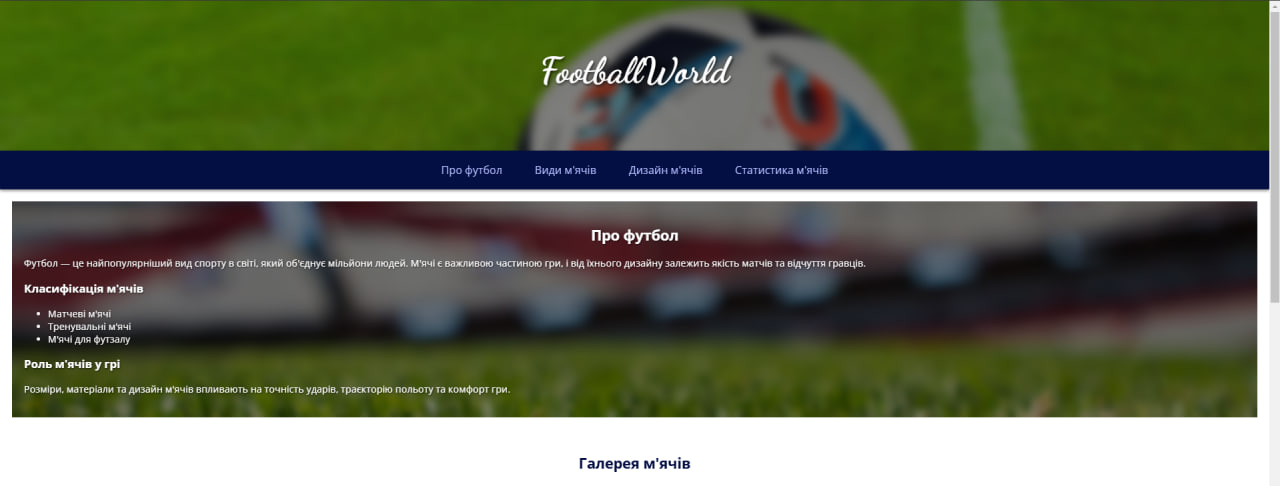 FootballWorld
Про футбол Види м'ячів Дизайн м'ячів Статистика м'ячів
Про футбол
Футбол — це найпопулярніший вид спорту в світі, який об'єднує мільйони людей. М'ячі є важливою частиною гри, і від їхнього дизайну залежить якість матчів та відчуття гравців.
Класифікація м'ячів
Матчеві м'ячі
Тренувальні м'ячі
М'ячі для футзалу
Роль м'ячів у грі
Розміри, матеріали та дизайн м'ячів впливають на точність ударів, траєкторію польоту та комфорт гри.
Галерея м'ячів